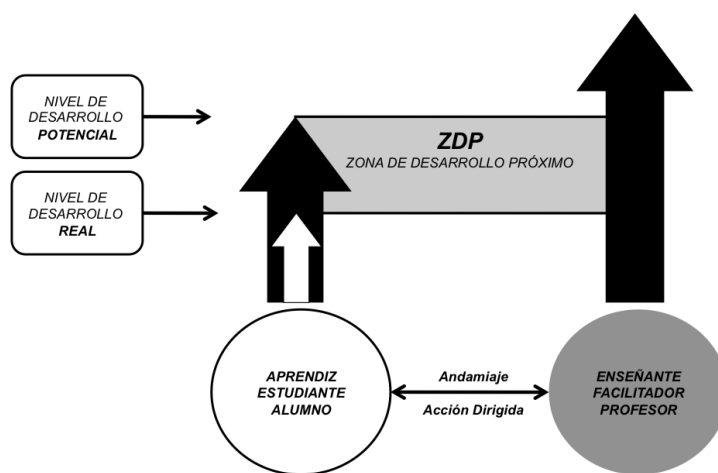 NIVEL DE
DESARROLLO
POTENCIAL
ZDP
ZONA DE DESARROLLO PRÓXIMO
NIVEL DE
DESARROLLO
REAL
APRENDIZ
ESTUDIANTE
ALUMNO
Andamiaje
Acción Dirigida
ENSEÑANTE
FACILITADOR
PROFESOR